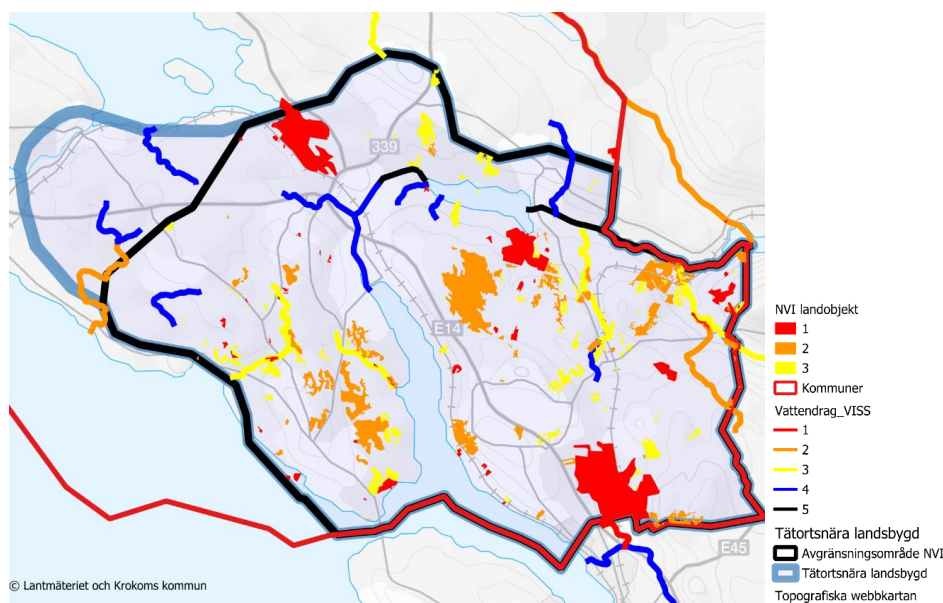 339
E14
E45
© Lantmäteriet och Krokoms kommun
NVI landobjekt
1
2
3
Kommuner
Vattendrag_VISS
1
2
3
4
5
Tätortsnära landsbygd
Avgränsningsområde NVI
Tätortsnära landsbygd
Topografiska webbkartan